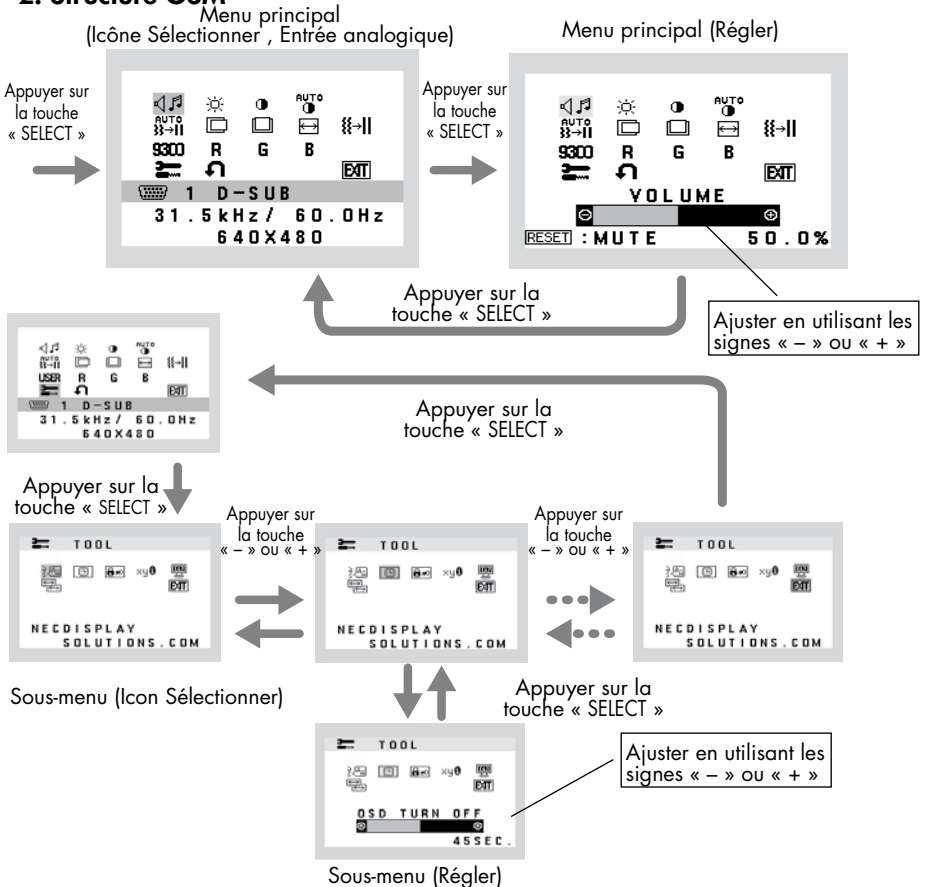 2. Structure OSM
Menu principal
(Icône Sélectionner , Entrée analogique)
Menu principal (Régler)
Appuyer sur
la touche
« SELECT »
AUTO
AUTO
9300 R G B
EXIT
1 D-SUB
31.5kHz/ 60.0Hz
640X480
Appuyer sur
la touche
« SELECT »
AUTO
AUTO
9300 R G B
EXIT
VOLUME
RESET :MUTE 50.0%
Appuyer sur la
touche « SELECT »
Ajuster en utilisant les
signes « – » ou « + »
AUTO
AUTO
USER R G B
EXIT
1 D-SUB
31.5kHz/ 60.0Hz
640X480
Appuyer sur la
touche « SELECT »
Appuyer sur la
touche « SELECT »
TOOL
EXIT
NECDISPLAY
SOLUTIONS.COM
Appuyer sur
la touche
« – » ou « + »
TOOL
EXIT
NECDISPLAY
SOLUTIONS.COM
Appuyer sur
la touche
« – » ou « + »
TOOL
EXIT
NECDISPLAY
SOLUTIONS.COM
Sous-menu (Icon Sélectionner)
Appuyer sur la
touche « SELECT »
TOOL
EXIT
OSD TURN OFF
45SEC.
Ajuster en utilisant les
signes « – » ou « + »
Sous-menu (Régler)